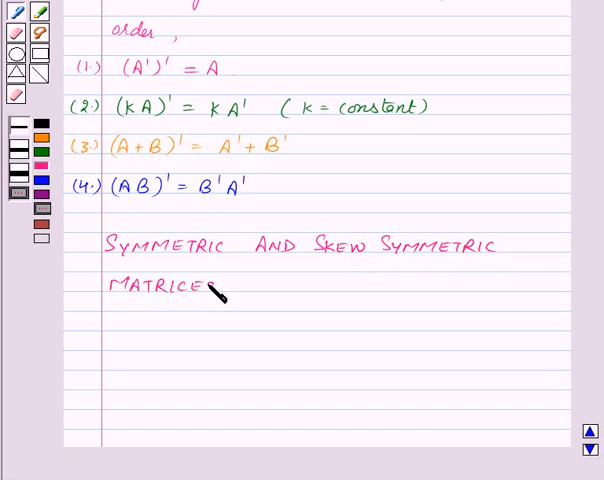 order,
(1.) (A')' = A
(2.) (KA)' = KA' (K = constant)
(3.) (A+B)' = A' + B'
(4.) (AB)' = B'A'
SYMMETRIC AND SKEW SYMMETRIC
MATRICES